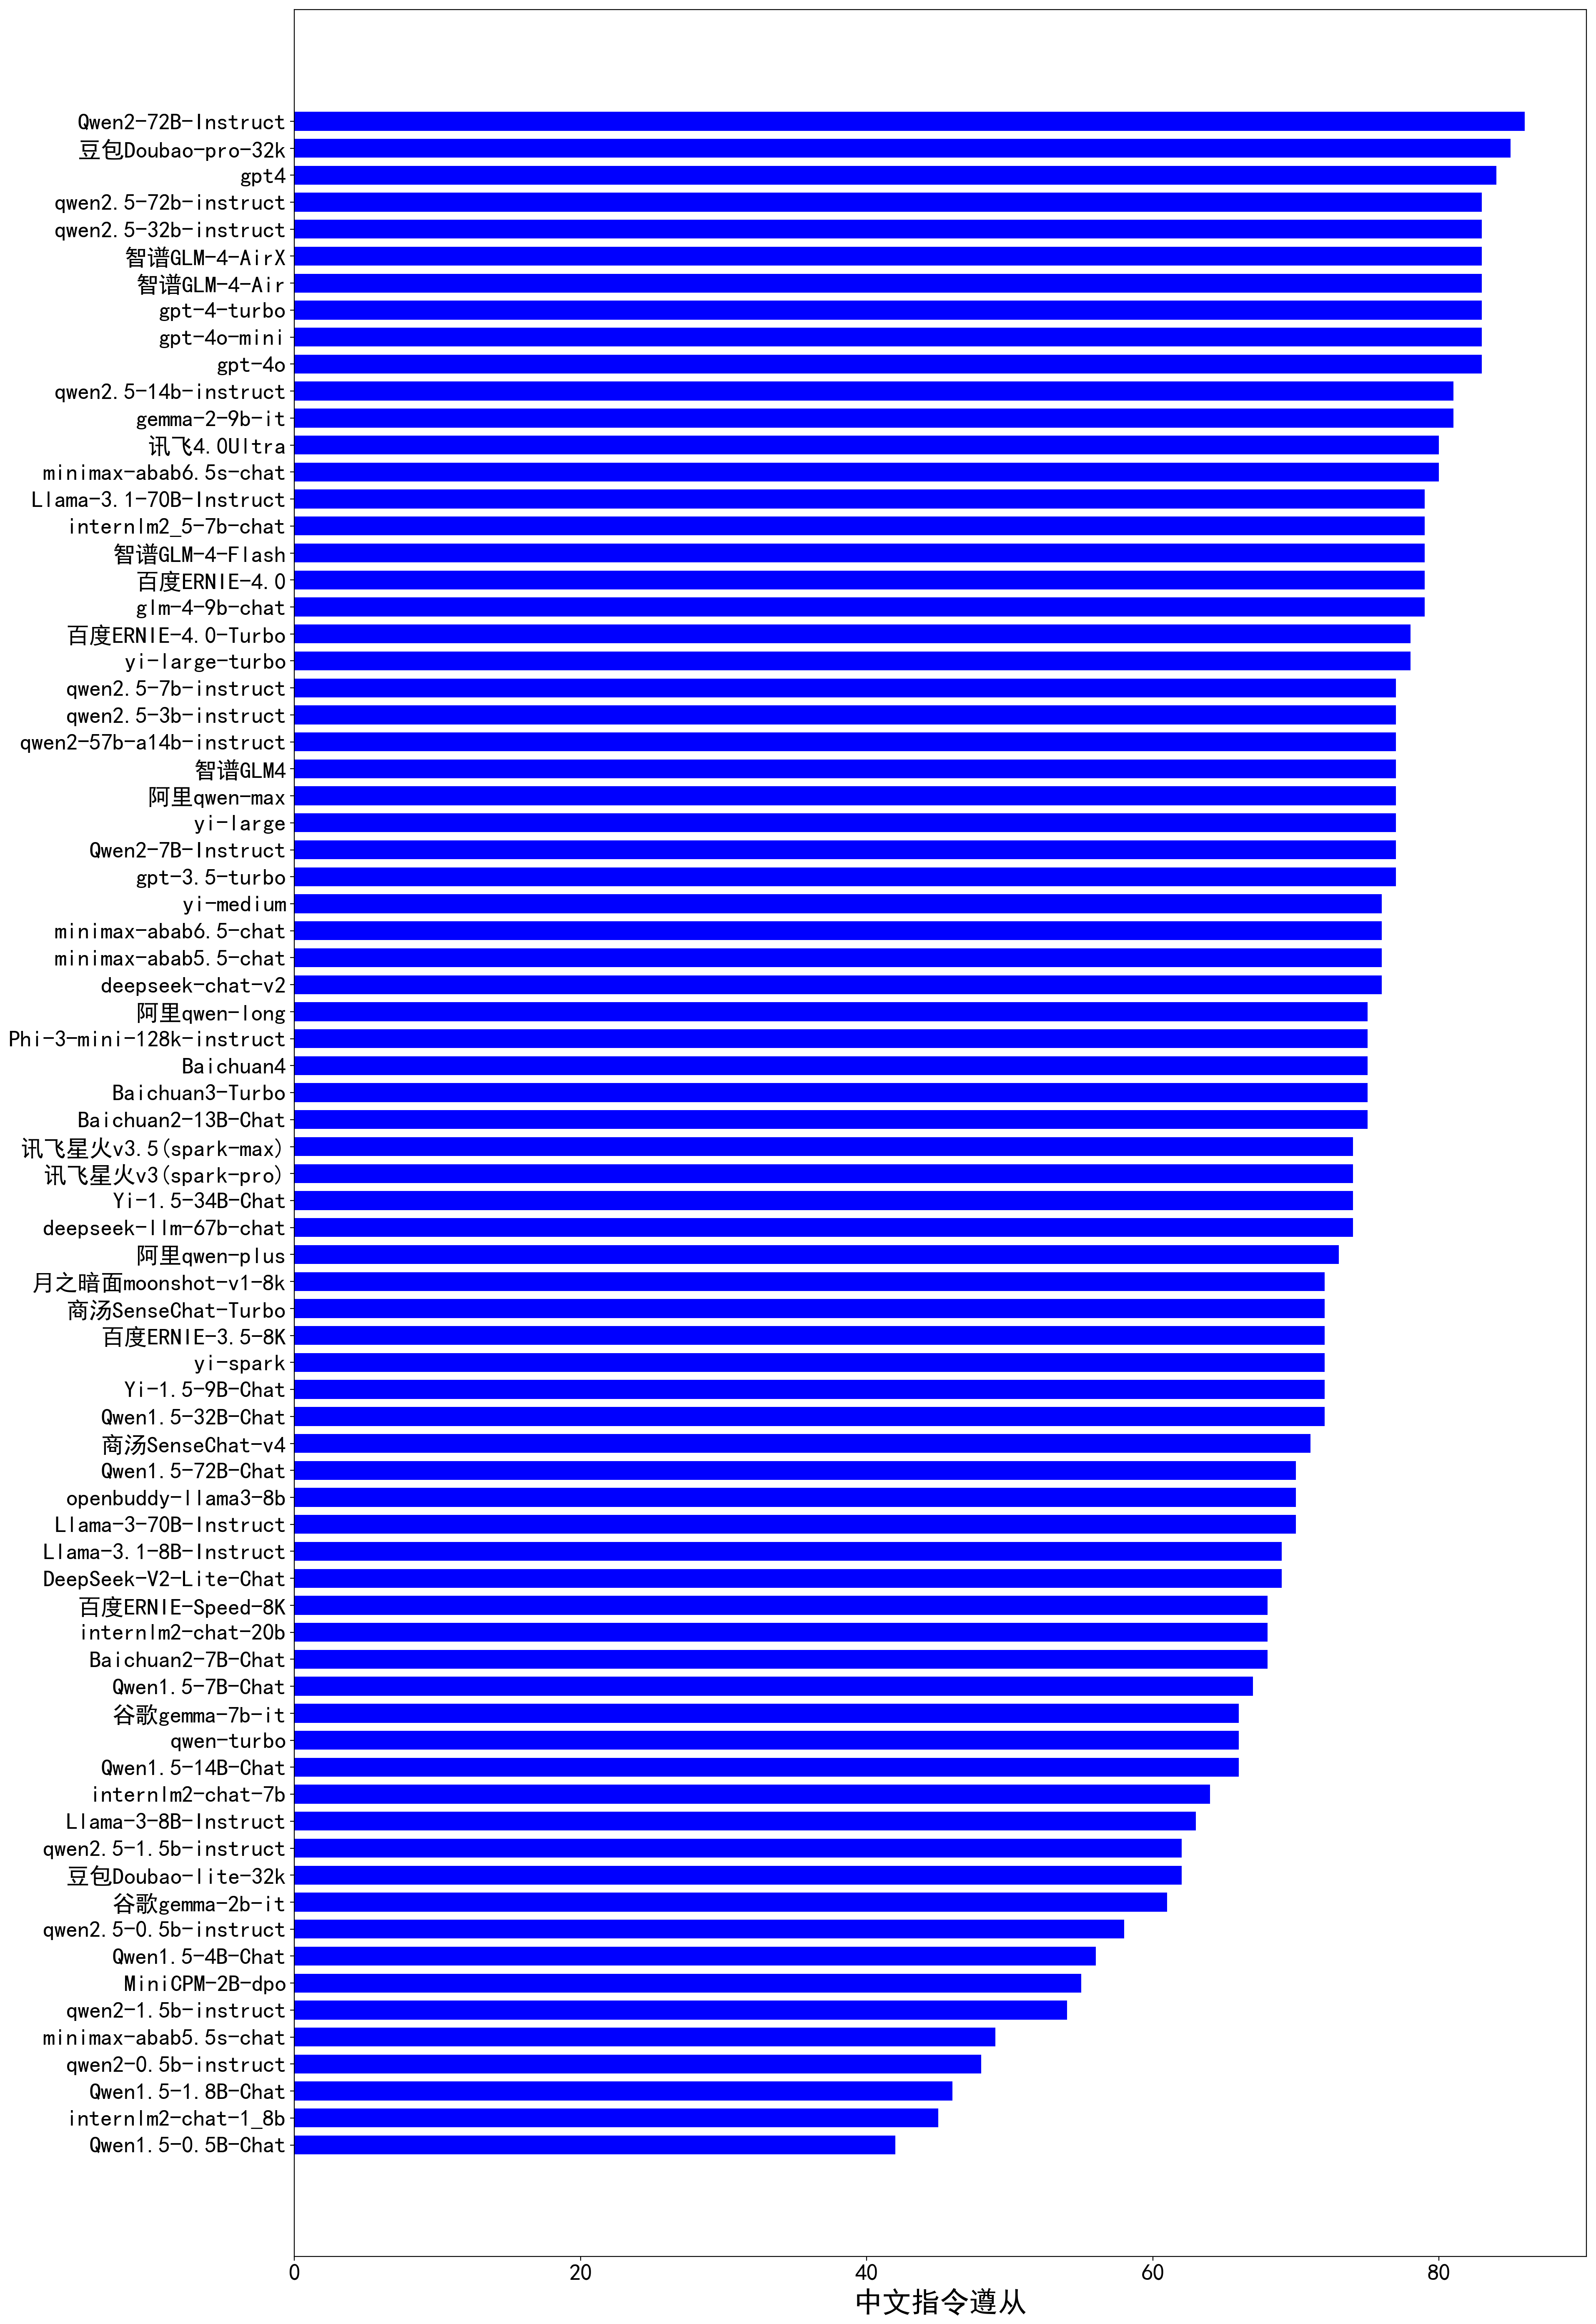 Qwen2-72B-Instruct
豆包Doubao-pro-32k
gpt4
qwen2.5-72b-instruct
qwen2.5-32b-instruct
智谱GLM-4-AirX
智谱GLM-4-Air
gpt-4-turbo
gpt-4o-mini
gpt-4o
qwen2.5-14b-instruct
gemma-2-9b-it
讯飞4.0Ultra
minimax-abab6.5s-chat
Llama-3.1-70B-Instruct
internlm2_5-7b-chat
智谱GLM-4-Flash
百度ERNIE-4.0
glm-4-9b-chat
百度ERNIE-4.0-Turbo
yi-large-turbo
qwen2.5-7b-instruct
qwen2.5-3b-instruct
qwen2-57b-a14b-instruct
智谱GLM4
阿里qwen-max
yi-large
Qwen2-7B-Instruct
gpt-3.5-turbo
yi-medium
minimax-abab6.5-chat
minimax-abab5.5-chat
deepseek-chat-v2
阿里qwen-long
Phi-3-mini-128k-instruct
Baichuan4
Baichuan3-Turbo
Baichuan2-13B-Chat
讯飞星火v3.5(spark-max)
讯飞星火v3(spark-pro)
Yi-1.5-34B-Chat
deepseek-llm-67b-chat
阿里qwen-plus
月之暗面moonshot-v1-8k
商汤SenseChat-Turbo
百度ERNIE-3.5-8K
yi-spark
Yi-1.5-9B-Chat
Qwen1.5-32B-Chat
商汤SenseChat-v4
Qwen1.5-72B-Chat
openbuddy-llama3-8b
Llama-3-70B-Instruct
Llama-3.1-8B-Instruct
DeepSeek-V2-Lite-Chat
百度ERNIE-Speed-8K
internlm2-chat-20b
Baichuan2-7B-Chat
Qwen1.5-7B-Chat
谷歌gemma-7b-it
qwen-turbo
Qwen1.5-14B-Chat
internlm2-chat-7b
Llama-3-8B-Instruct
qwen2.5-1.5b-instruct
豆包Doubao-lite-32k
谷歌gemma-2b-it
qwen2.5-0.5b-instruct
Qwen1.5-4B-Chat
MiniCPM-2B-dpo
qwen2-1.5b-instruct
minimax-abab5.5s-chat
qwen2-0.5b-instruct
Qwen1.5-1.8B-Chat
internlm2-chat-1_8b
Qwen1.5-0.5B-Chat
0 20 40 60 80
中文指令遵从